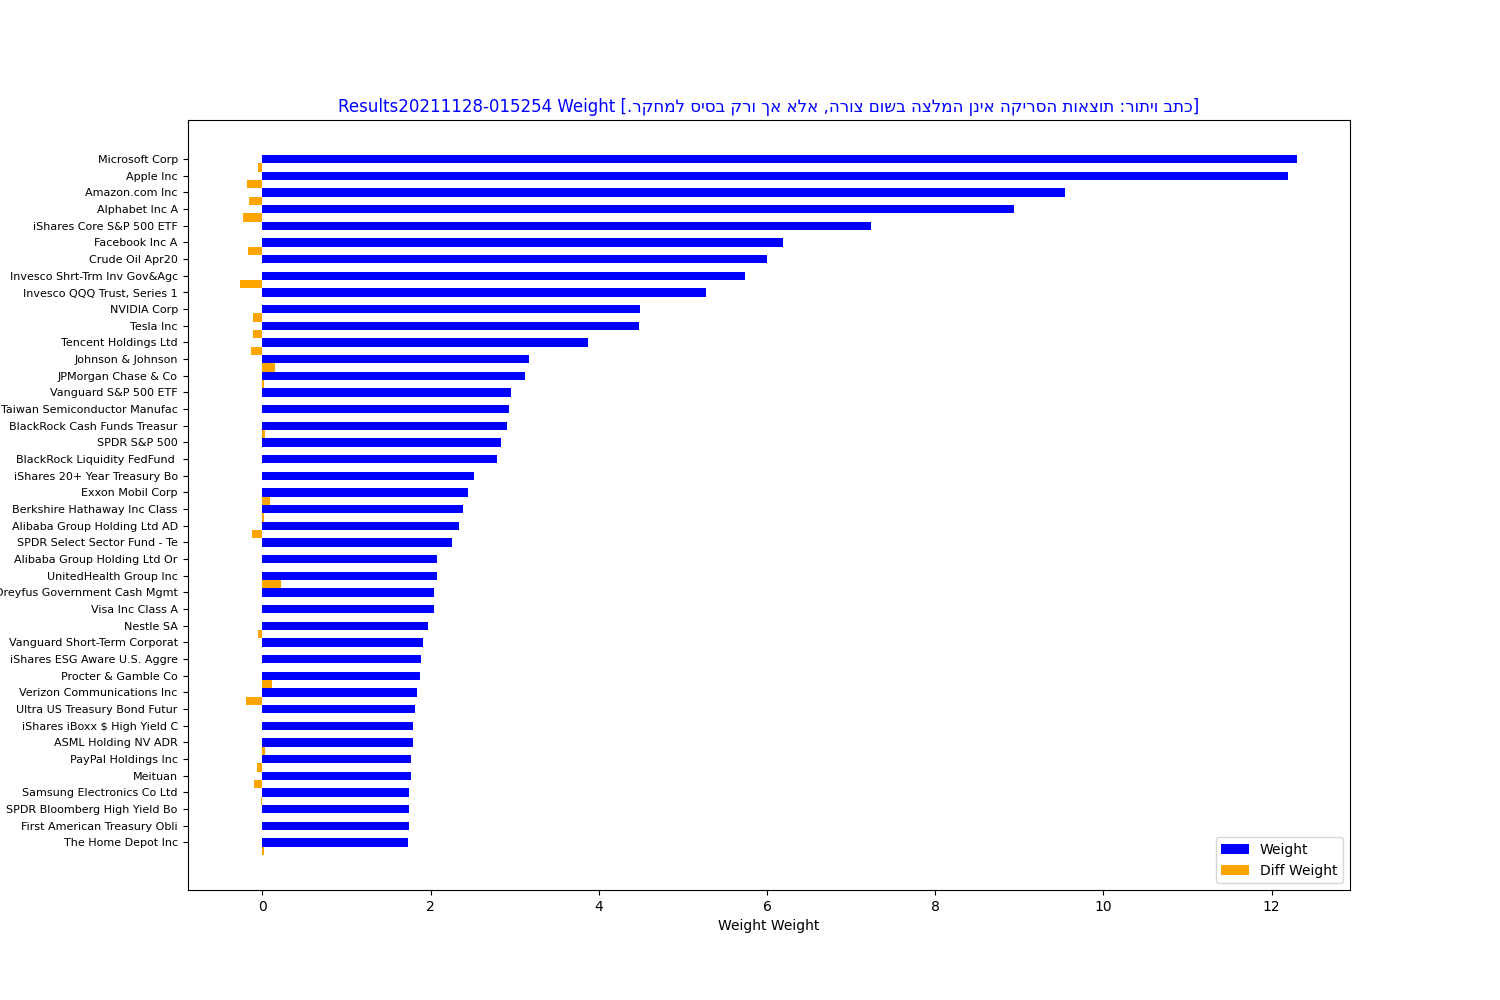 Results20211128-015254 Weight [כתב ויתור: תוצאות הסריקה אינן המלצה בשום צורה, אלא אך ורק בסיס למחקר.]
Microsoft Corp
Apple Inc
Amazon.com Inc
Alphabet Inc A
iShares Core S&P 500 ETF
Facebook Inc A
Crude Oil Apr20
Invesco Shrt-Trm Inv Gov&Agc
Invesco QQQ Trust, Series 1
NVIDIA Corp
Tesla Inc
Tencent Holdings Ltd
Johnson & Johnson
JPMorgan Chase & Co
Vanguard S&P 500 ETF
Taiwan Semiconductor Manufac
BlackRock Cash Funds Treasur
SPDR S&P 500
BlackRock Liquidity FedFund
iShares 20+ Year Treasury Bo
Exxon Mobil Corp
Berkshire Hathaway Inc Class
Alibaba Group Holding Ltd AD
SPDR Select Sector Fund - Te
Alibaba Group Holding Ltd Or
UnitedHealth Group Inc
Dreyfus Government Cash Mgmt
Visa Inc Class A
Nestle SA
Vanguard Short-Term Corporat
iShares ESG Aware U.S. Aggre
Procter & Gamble Co
Verizon Communications Inc
Ultra US Treasury Bond Futur
iShares iBoxx $ High Yield C
ASML Holding NV ADR
PayPal Holdings Inc
Meituan
Samsung Electronics Co Ltd
SPDR Bloomberg High Yield Bo
First American Treasury Obli
The Home Depot Inc
Weight
Diff Weight
0 2 4 6 8 10 12
Weight Weight